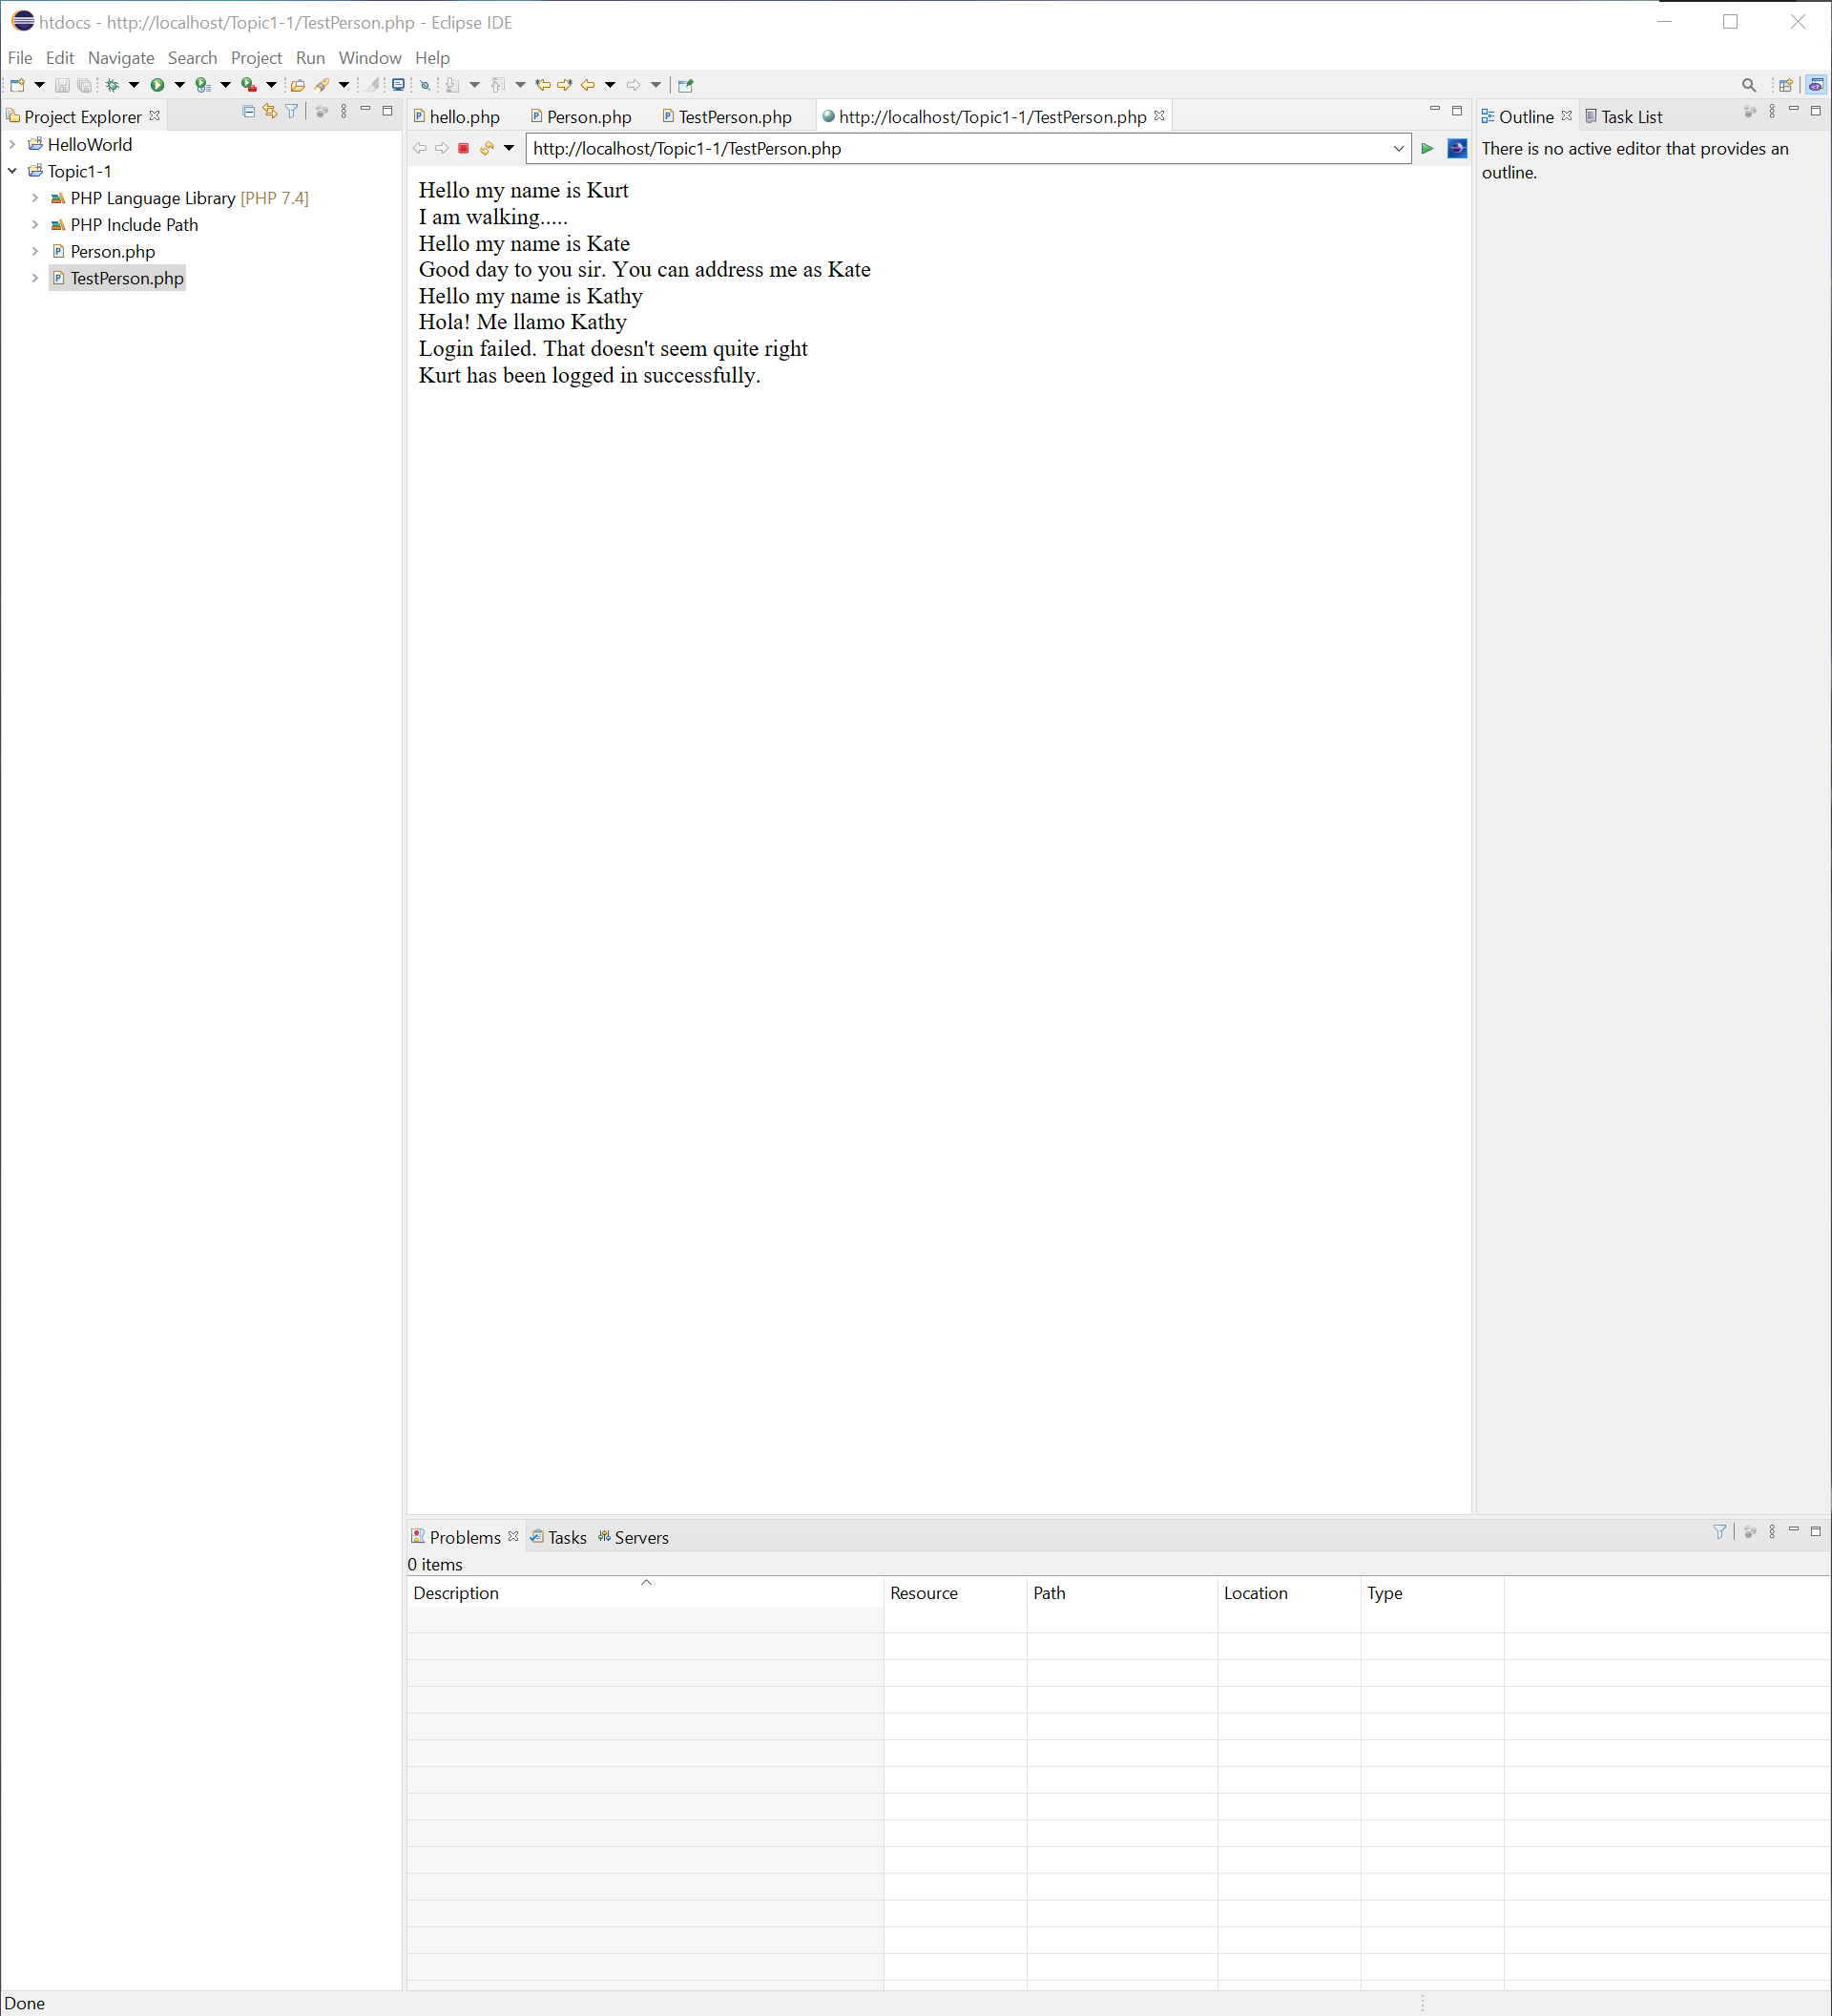 htdocs - http://localhost/Topic1-1/TestPerson.php - Eclipse IDE
File Edit Navigate Search Project Run Window Help
Project Explorer
HelloWorld
Topic1-1
PHP Language Library [PHP 7.4]
PHP Include Path
Person.php
TestPerson.php
hello.php Person.php TestPerson.php http://localhost/Topic1-1/TestPerson.php
http://localhost/Topic1-1/TestPerson.php
Hello my name is Kurt
I am walking.....
Hello my name is Kate
Good day to you sir. You can address me as Kate
Hello my name is Kathy
Hola! Me llamo Kathy
Login failed. That doesn't seem quite right
Kurt has been logged in successfully.
Outline Task List
There is no active editor that provides an
outline.
Problems Tasks Servers
0 items
Description Resource Path Location Type
Done